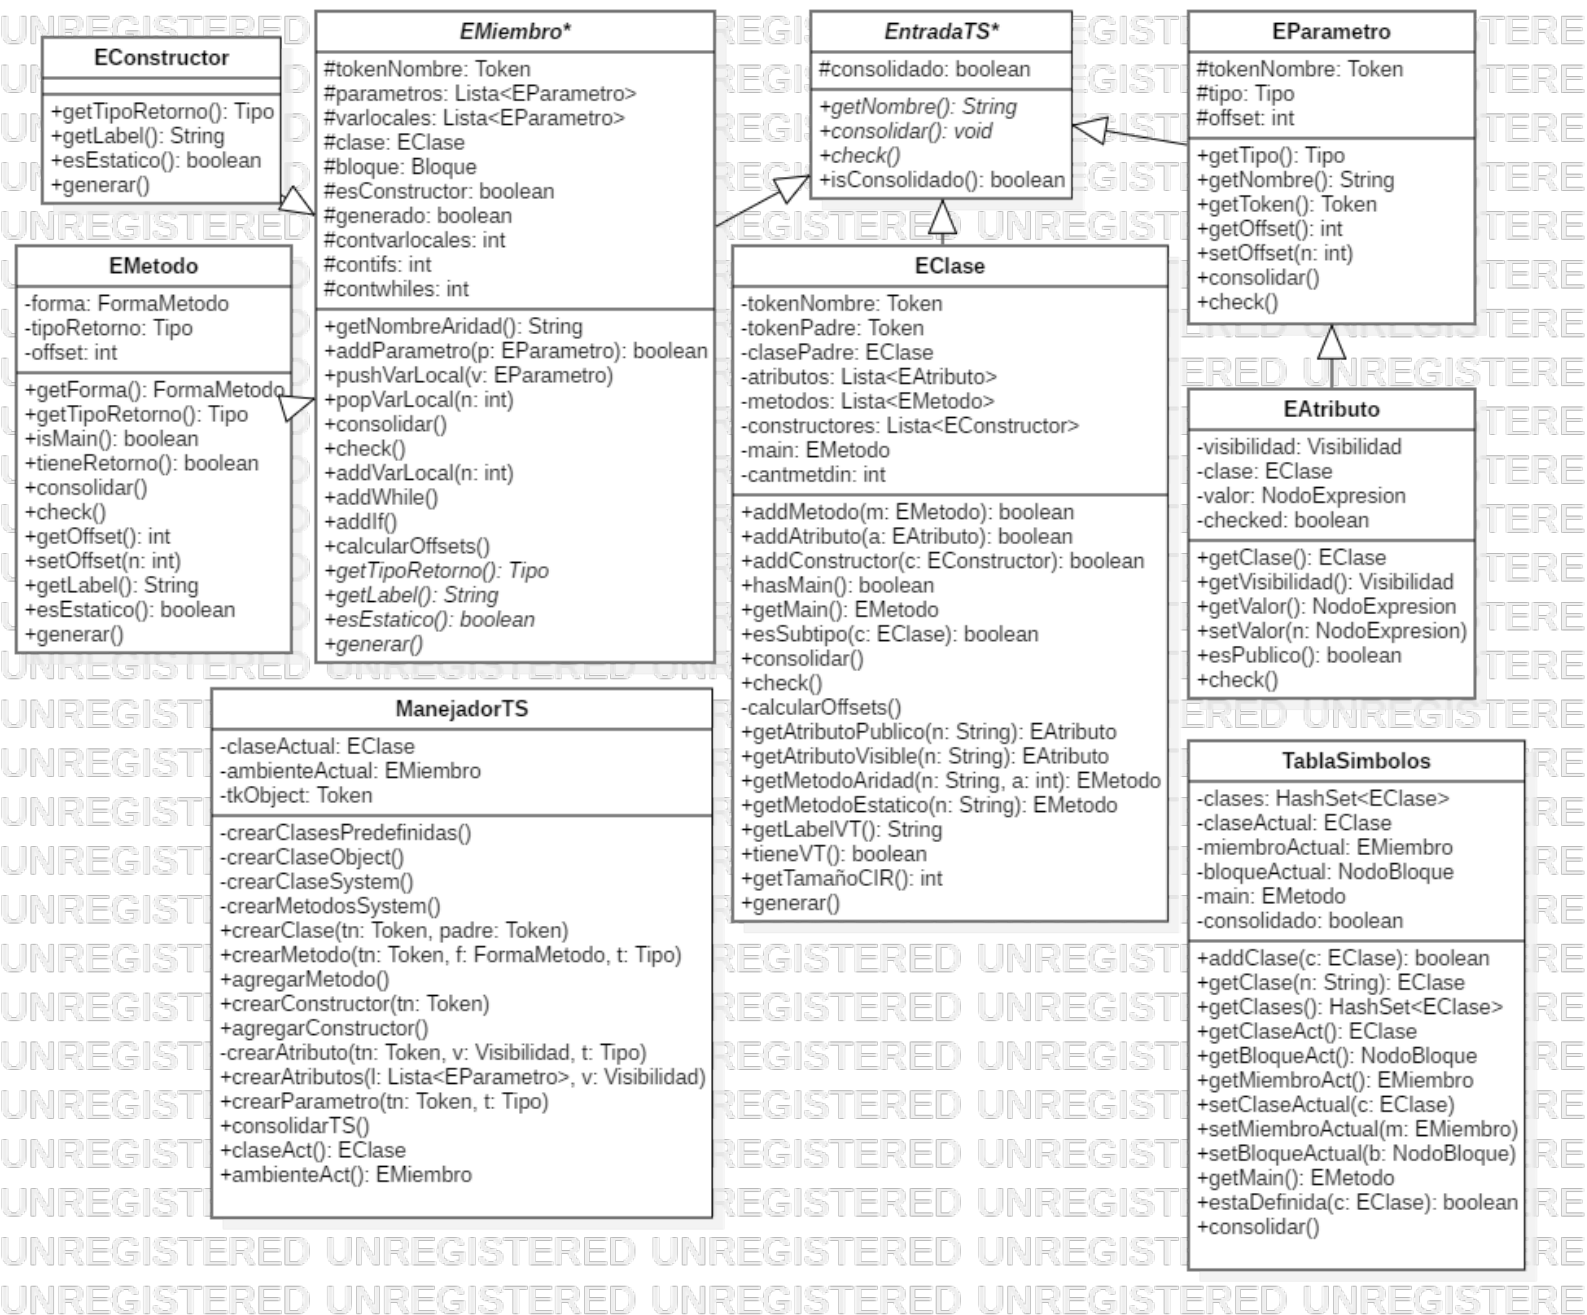 EConstructor
+getTipoRetorno(): Tipo
+getLabel(): String
+esEstatico(): boolean
+generar()
EMiembro*
#tokenNombre: Token
#parametros: Lista<EParametro>
#varlocales: Lista<EParametro>
#clase: EClase
#bloque: Bloque
#esConstructor: boolean
#generado: boolean
#contvarlocales: int
#contifs: int
#contwhiles: int
+getNombreAridad(): String
+addParametro(p: EParametro): boolean
+pushVarLocal(v: EParametro)
+popVarLocal(n: int)
+consolidar()
+check()
+addVarLocal(n: int)
+addWhile()
+addIf()
+calcularOffsets()
+getTipoRetorno(): Tipo
+getLabel(): String
+esEstatico(): boolean
+generar()
EntradaTS*
#consolidado: boolean
+getNombre(): String
+consolidar(): void
+check()
+isConsolidado(): boolean
EParametro
#tokenNombre: Token
#tipo: Tipo
#offset: int
+getTipo(): Tipo
+getNombre(): String
+getToken(): Token
+getOffset(): int
+setOffset(n: int)
+consolidar()
+check()
EMetodo
-forma: FormaMetodo
-tipoRetorno: Tipo
-offset: int
+getForma(): FormaMetodo
+getTipoRetorno(): Tipo
+isMain(): boolean
+tieneRetorno(): boolean
+consolidar()
+check()
+getOffset(): int
+setOffset(n: int)
+getLabel(): String
+esEstatico(): boolean
+generar()
EClase
-tokenNombre: Token
-tokenPadre: Token
-clasePadre: EClase
-atributos: Lista<EAtributo>
-metodos: Lista<EMetodo>
-constructores: Lista<EConstructor>
-main: EMetodo
-cantmetdin: int
+addMetodo(m: EMetodo): boolean
+addAtributo(a: EAtributo): boolean
+addConstructor(c: EConstructor): boolean
+hasMain(): boolean
+getMain(): EMetodo
+esSubtipo(c: EClase): boolean
+consolidar()
+check()
-calcularOffsets()
+getAtributoPublico(n: String): EAtributo
+getAtributoVisible(n: String): EAtributo
+getMetodoAridad(n: String, a: int): EMetodo
+getMetodoEstatico(n: String): EMetodo
+getLabelVT(): String
+tieneVT(): boolean
+getTamañoCIR(): int
+generar()
EAtributo
-visibilidad: Visibilidad
-clase: EClase
-valor: NodoExpresion
-checked: boolean
+getClase(): EClase
+getVisibilidad(): Visibilidad
+getValor(): NodoExpresion
+setValor(n: NodoExpresion)
+esPublico(): boolean
+check()
ManejadorTS
-claseActual: EClase
-ambienteActual: EMiembro
-tkObject: Token
-crearClasesPredefinidas()
-crearClaseObject()
-crearClaseSystem()
-crearMetodosSystem()
+crearClase(tn: Token, padre: Token)
+crearMetodo(tn: Token, f: FormaMetodo, t: Tipo)
+agregarMetodo()
+crearConstructor(tn: Token)
+agregarConstructor()
-crearAtributo(tn: Token, v: Visibilidad, t: Tipo)
+crearAtributos(l: Lista<EParametro>, v: Visibilidad)
+crearParametro(tn: Token, t: Tipo)
+consolidarTS()
+claseAct(): EClase
+ambienteAct(): EMiembro
TablaSimbolos
-clases: HashSet<EClase>
-claseActual: EClase
-miembroActual: EMiembro
-bloqueActual: NodoBloque
-main: EMetodo
-consolidado: boolean
+addClase(c: EClase): boolean
+getClase(n: String): EClase
+getClases(): HashSet<EClase>
+getClaseAct(): EClase
+getBloqueAct(): NodoBloque
+getMiembroAct(): EMiembro
+setClaseActual(c: EClase)
+setMiembroActual(m: EMiembro)
+setBloqueActual(b: NodoBloque)
+getMain(): EMetodo
+estaDefinida(c: EClase): boolean
+consolidar()
UNREGISTERED UNREGISTERED UNREGISTERED UNREGISTERED UNREGISTERE
UNREGISTERED UNREGISTERED UNREGISTERED UNREGISTERED UNREGISTERE